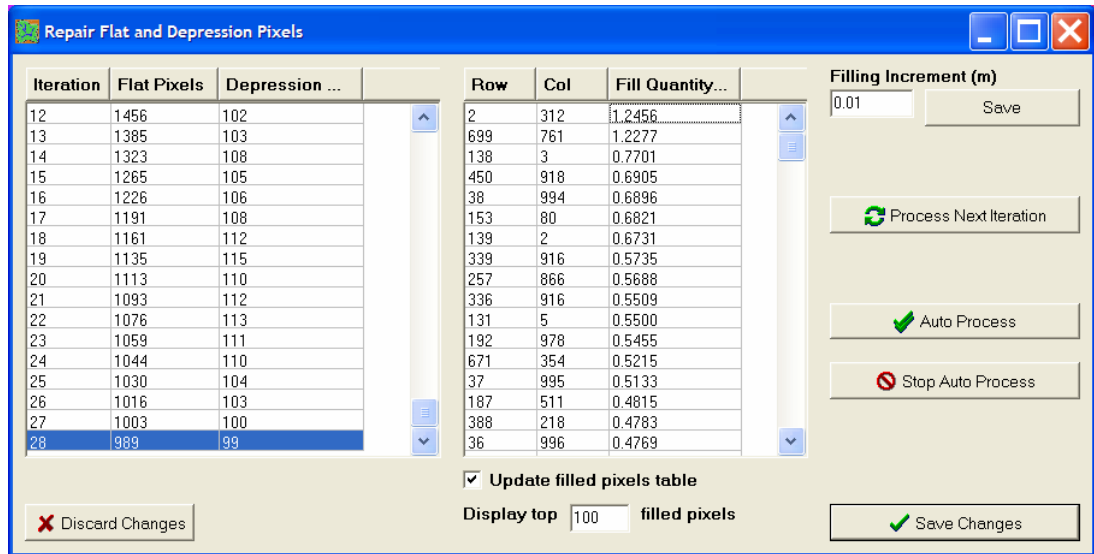 Repair Flat and Depression Pixels
Iteration Flat Pixels Depression ...
12 1456 102
13 1385 103
14 1323 108
15 1265 105
16 1226 106
17 1191 108
18 1161 112
19 1135 115
20 1113 110
21 1093 112
22 1076 113
23 1059 111
24 1044 110
25 1030 104
26 1016 103
27 1003 100
28 989 99
Row Col Fill Quantity...
2 312 1.2456
699 761 1.2277
138 3 0.7701
450 918 0.6905
38 994 0.6896
153 80 0.6821
139 2 0.6731
339 916 0.5735
257 866 0.5688
336 916 0.5509
131 5 0.5500
192 978 0.5455
671 354 0.5215
37 995 0.5133
187 511 0.4815
388 218 0.4783
36 996 0.4769
Filling Increment (m)
0.01 Save
Process Next Iteration
Auto Process
Stop Auto Process
Update filled pixels table
Display top 100 filled pixels
Discard Changes
Save Changes